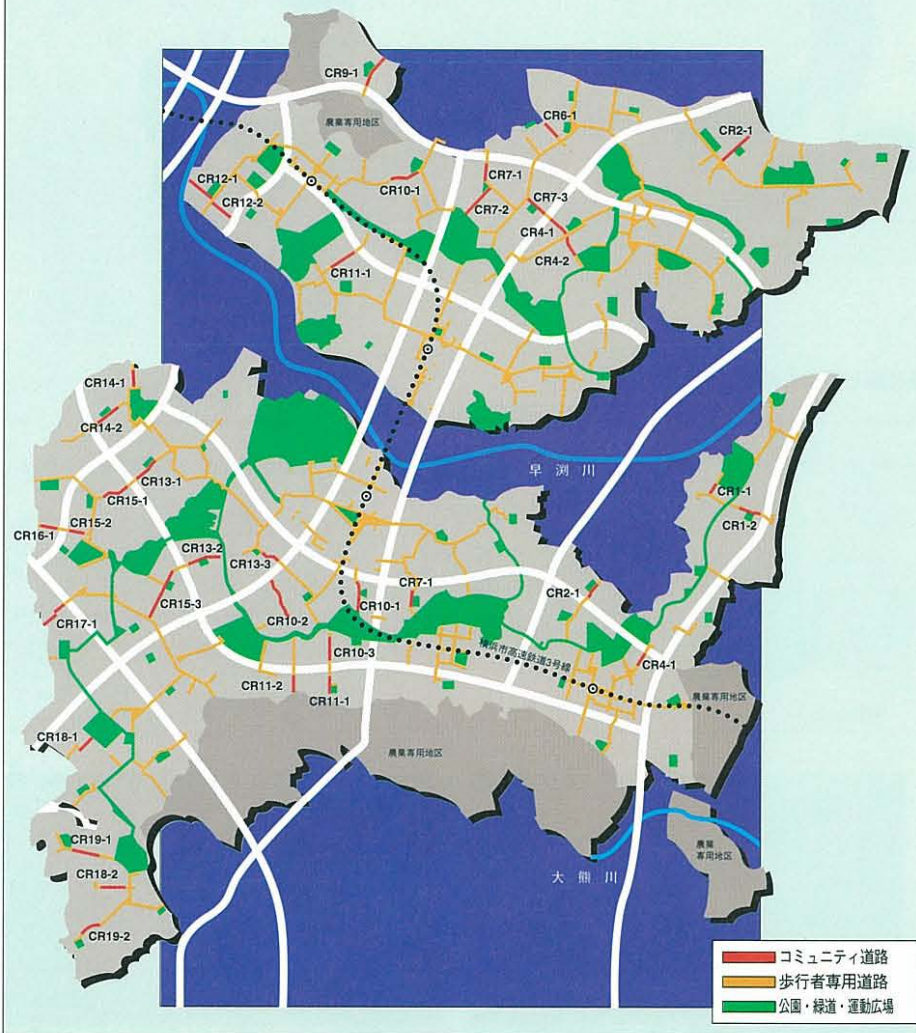 CR9-1
農業専用地区
CR6-1
CR2-1
CR12-1
CR12-2
CR10-1
CR7-1
CR7-2
CR7-3
CR4-1
CR4-2
CR11-1
CR14-1
CR14-2
早渕川
CR13-1
CR15-1
CR1-1
CR1-2
CR15-2
CR16-1
CR13-2
CR13-3
CR7-1
CR2-1
CR10-1
CR15-3
CR10-2
CR17-1
CR10-3
横浜市高速鉄道3号線
CR4-1
CR11-2
CR11-1
農業専用地区
CR18-1
農業専用地区
CR19-1
農業
専用地区
CR18-2
大熊川
CR19-2
コミュニティ道路
歩行者専用道路
公園・緑道・運動広場